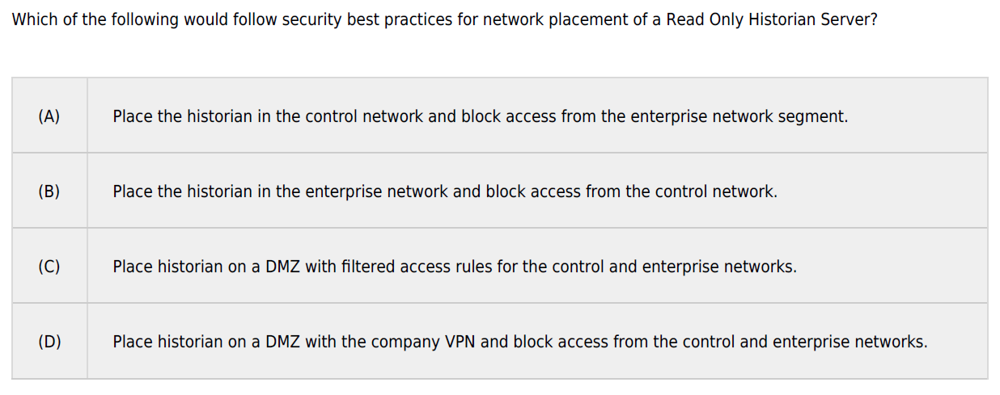 Which of the following would follow security best practices for network placement of a Read Only Historian Server?
(A) Place the historian in the control network and block access from the enterprise network segment.
(B) Place the historian in the enterprise network and block access from the control network.
(C) Place historian on a DMZ with filtered access rules for the control and enterprise networks.
(D) Place historian on a DMZ with the company VPN and block access from the control and enterprise networks.